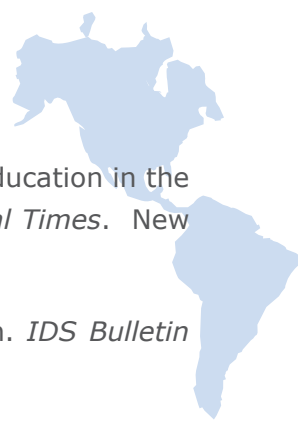 ducation in the
al Times. New
n. IDS Bulletin